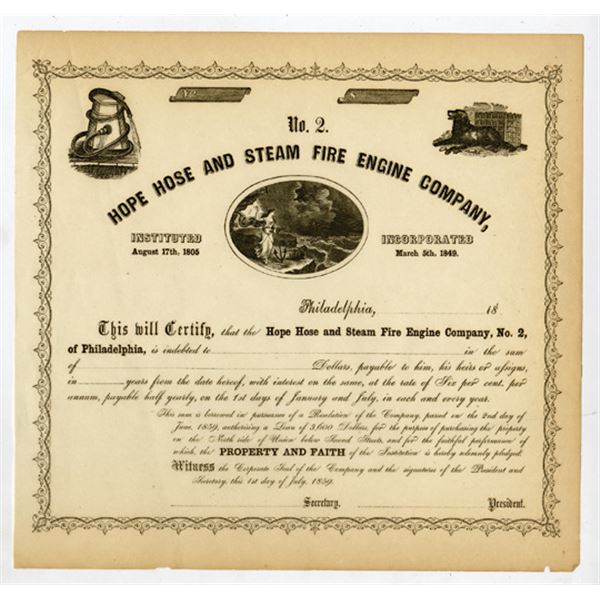 No
$
No. 2.
HOPE HOSE AND STEAM FIRE ENGINE COMPANY,
INSTITUTED
August 17th, 1805
INCORPORATED
March 5th, 1849.
Philadelphia, 18
This will Certify, that the Hope Hose and Steam Fire Engine Company, No. 2,
of Philadelphia, is indebted to in the sum
of Dollars, payable to him, his heirs or assigns,
in years from the date hereof, with interest on the same, at the rate of Six per cent. per
annum, payable half yearly, on the 1st days of January and July, in each and every year.
This sum is borrowed in pursuance of a Resolution of the Company, passed on the 2nd day of
June, 1859, authorising a Loan of 3,600 Dollars, for the purpose of purchasing the property
on the North side of Union below Second Streets, and for the faithful performance of
which, the PROPERTY AND FAITH of the Institution is hereby solemnly pledged.
Witness the Corporate Seal of the Company and the signatures of the President and
Secretary, this 1st day of July, 1859.
Secretary. President.